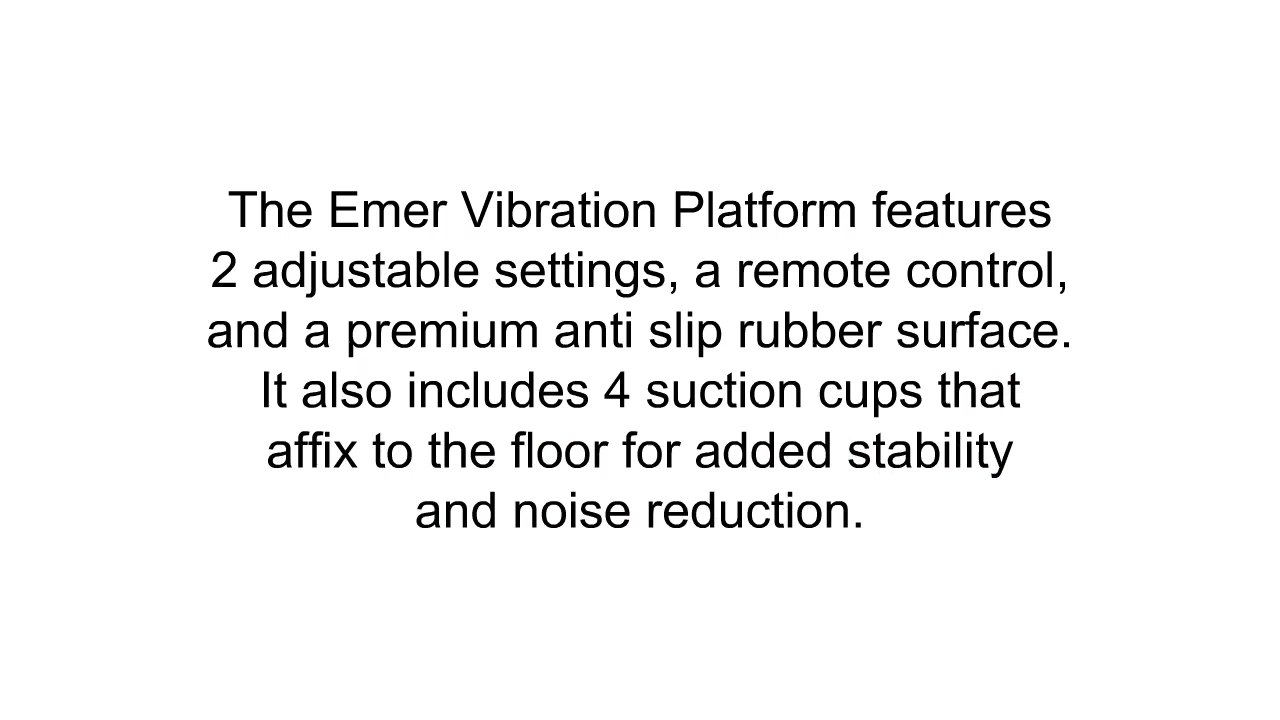 The Emer Vibration Platform features
2 adjustable settings, a remote control,
and a premium anti slip rubber surface.
It also includes 4 suction cups that
affix to the floor for added stability
and noise reduction.